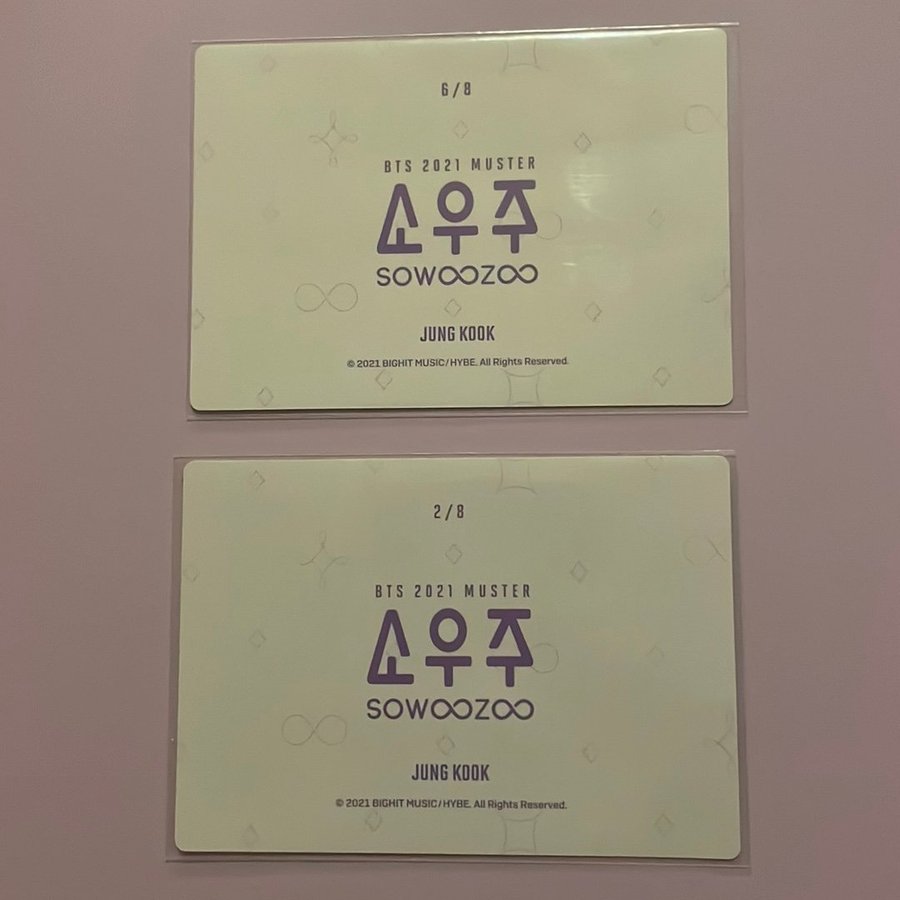 6/8
BTS 2021 MUSTER
소우주
SOWOOZOO
JUNG KOOK
© 2021 BIGHIT MUSIC/HYBE. All Rights Reserved.
2/8
BTS 2021 MUSTER
소우주
SOWOOZOO
JUNG KOOK
© 2021 BIGHIT MUSIC/HYBE. All Rights Reserved.